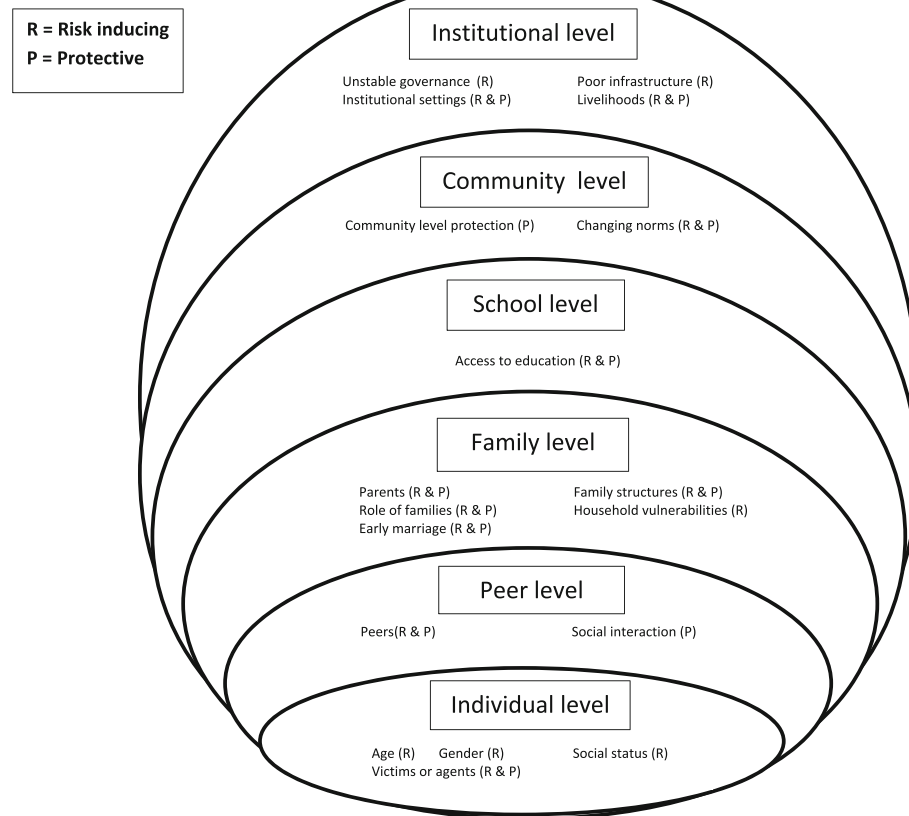 R = Risk inducing
P = Protective
Institutional level
Unstable governance (R)
Poor infrastructure (R)
Institutional settings (R & P)
Livelihoods (R & P)
Community level
Community level protection (P)
Changing norms (R & P)
School level
Access to education (R & P)
Family level
Parents (R & P)
Family structures (R & P)
Role of families (R & P)
Household vulnerabilities (R)
Early marriage (R & P)
Peer level
Peers(R & P)
Social interaction (P)
Individual level
Age (R) Gender (R)
Social status (R)
Victims or agents (R & P)